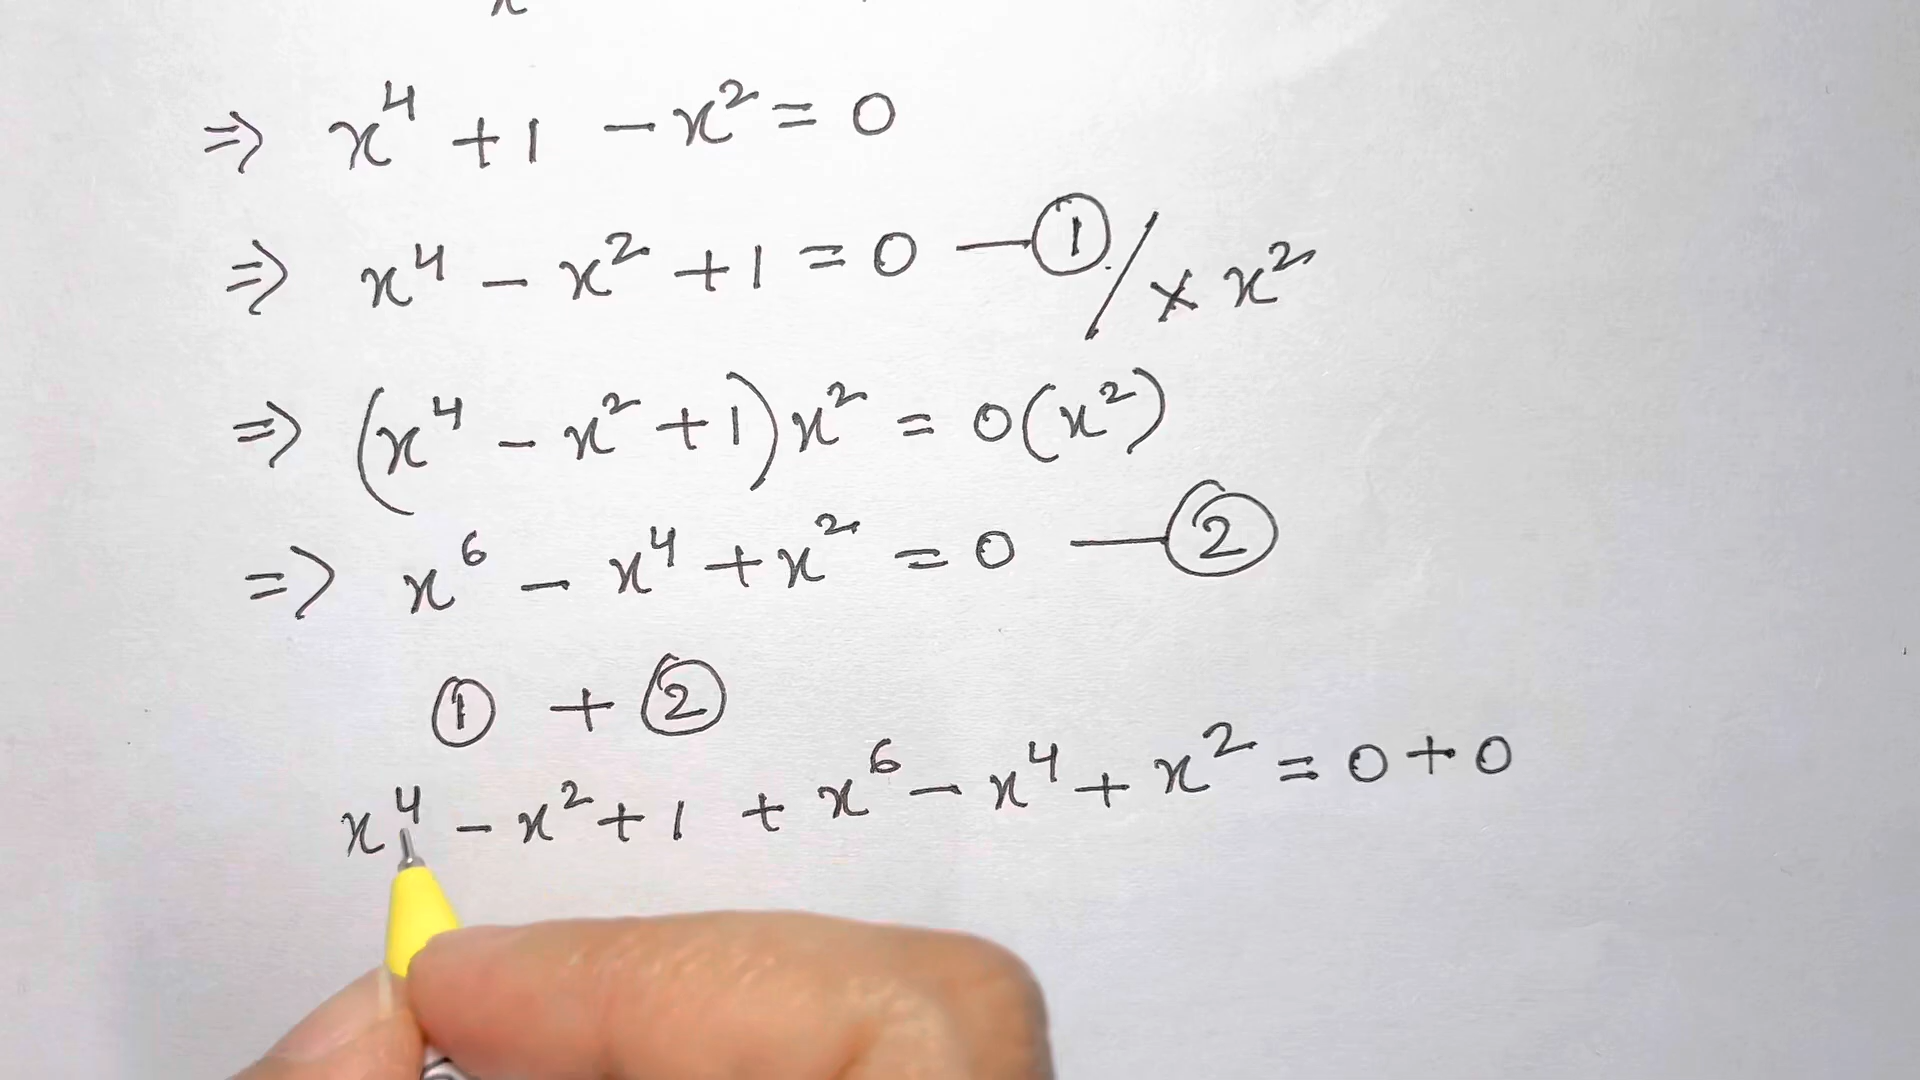 x
⇒ x⁴ + 1 − x² = 0
⇒ x⁴ − x² + 1 = 0 — ① / × x²
⇒ (x⁴ − x² + 1) x² = 0(x²)
⇒ x⁶ − x⁴ + x² = 0 — ②
① + ②
x⁴ − x² + 1 + x⁶ − x⁴ + x² = 0 + 0